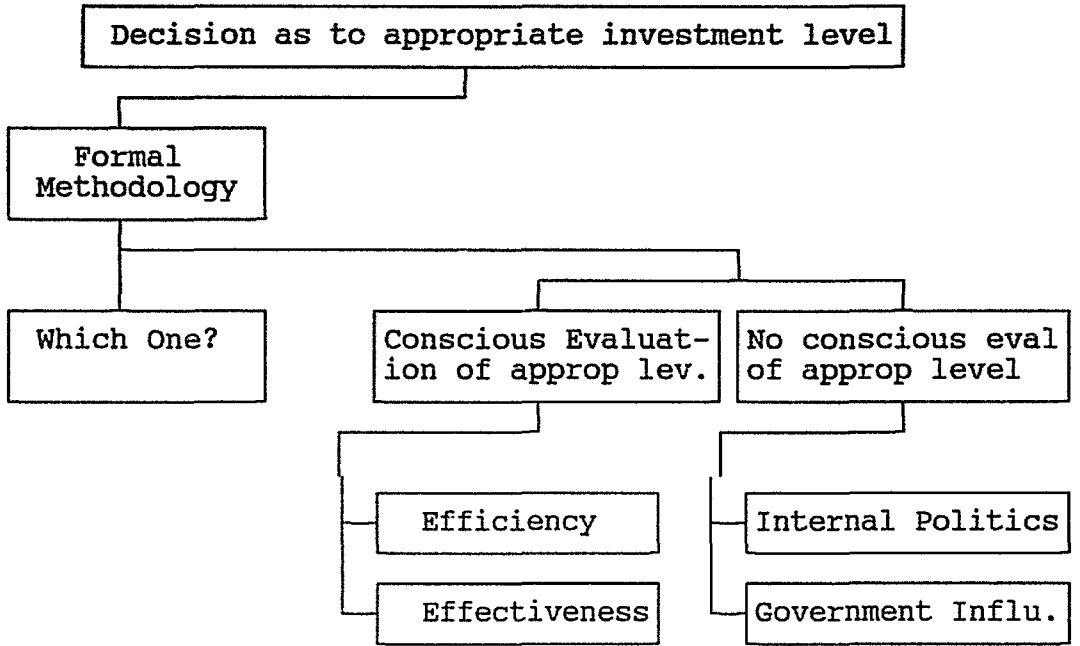 Decision as to appropriate investment level
Formal
Methodology
Which One?
Conscious Evaluat-
ion of approp lev.
No conscious eval
of approp level
Efficiency
Effectiveness
Internal Politics
Government Influ.